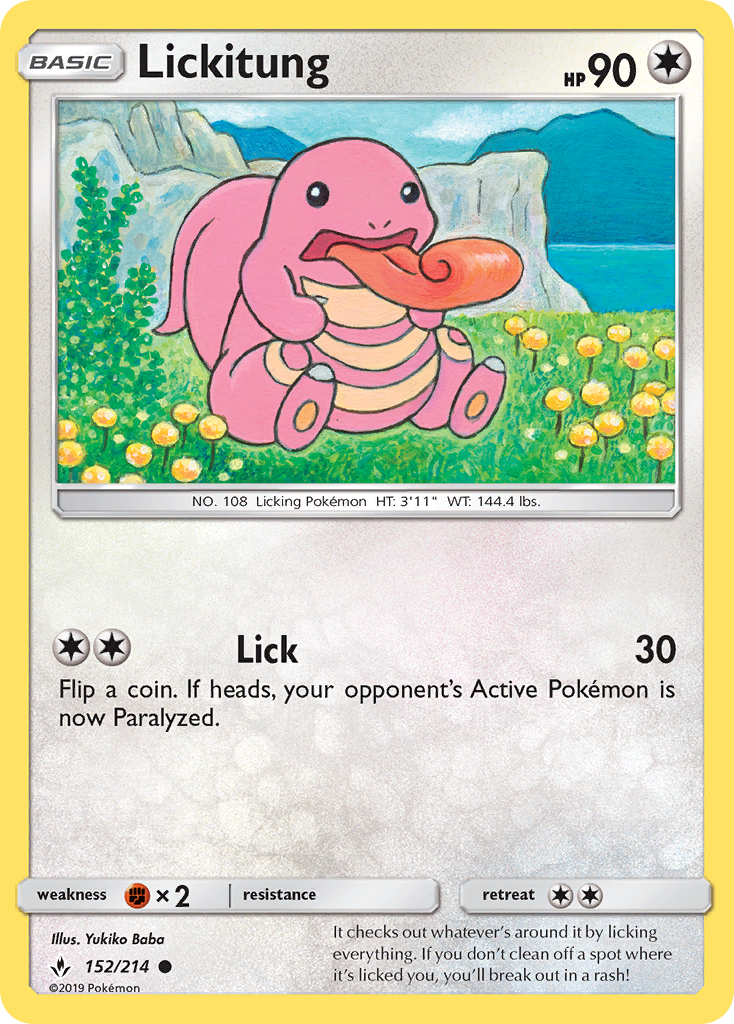 BASIC Lickitung HP 90
NO. 108 Licking Pokémon HT: 3'11" WT: 144.4 lbs.
Lick 30
Flip a coin. If heads, your opponent's Active Pokémon is
now Paralyzed.
weakness × 2 resistance retreat
Illus. Yukiko Baba
152/214
©2019 Pokémon
It checks out whatever's around it by licking
everything. If you don't clean off a spot where
it's licked you, you'll break out in a rash!